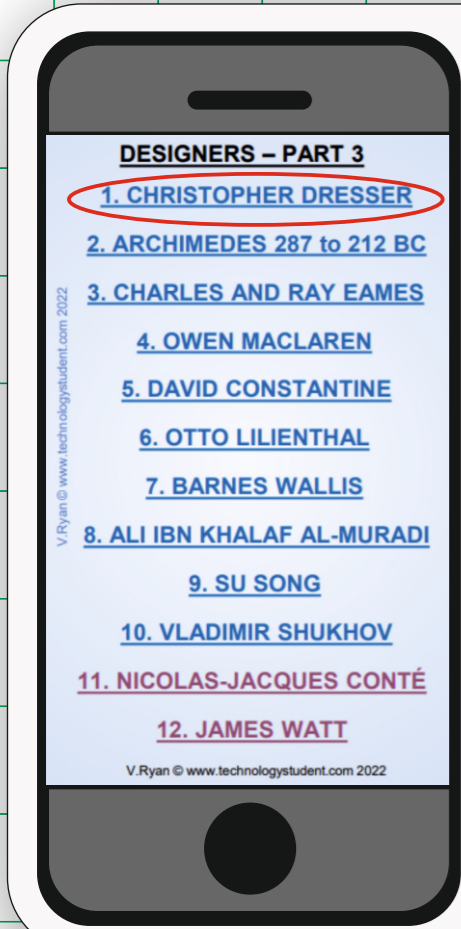 DESIGNERS – PART 3
1. CHRISTOPHER DRESSER
2. ARCHIMEDES 287 to 212 BC
3. CHARLES AND RAY EAMES
4. OWEN MACLAREN
5. DAVID CONSTANTINE
6. OTTO LILIENTHAL
7. BARNES WALLIS
8. ALI IBN KHALAF AL-MURADI
9. SU SONG
10. VLADIMIR SHUKHOV
11. NICOLAS-JACQUES CONTÉ
12. JAMES WATT
V.Ryan © www.technologystudent.com 2022
V.Ryan © www.technologystudent.com 2022